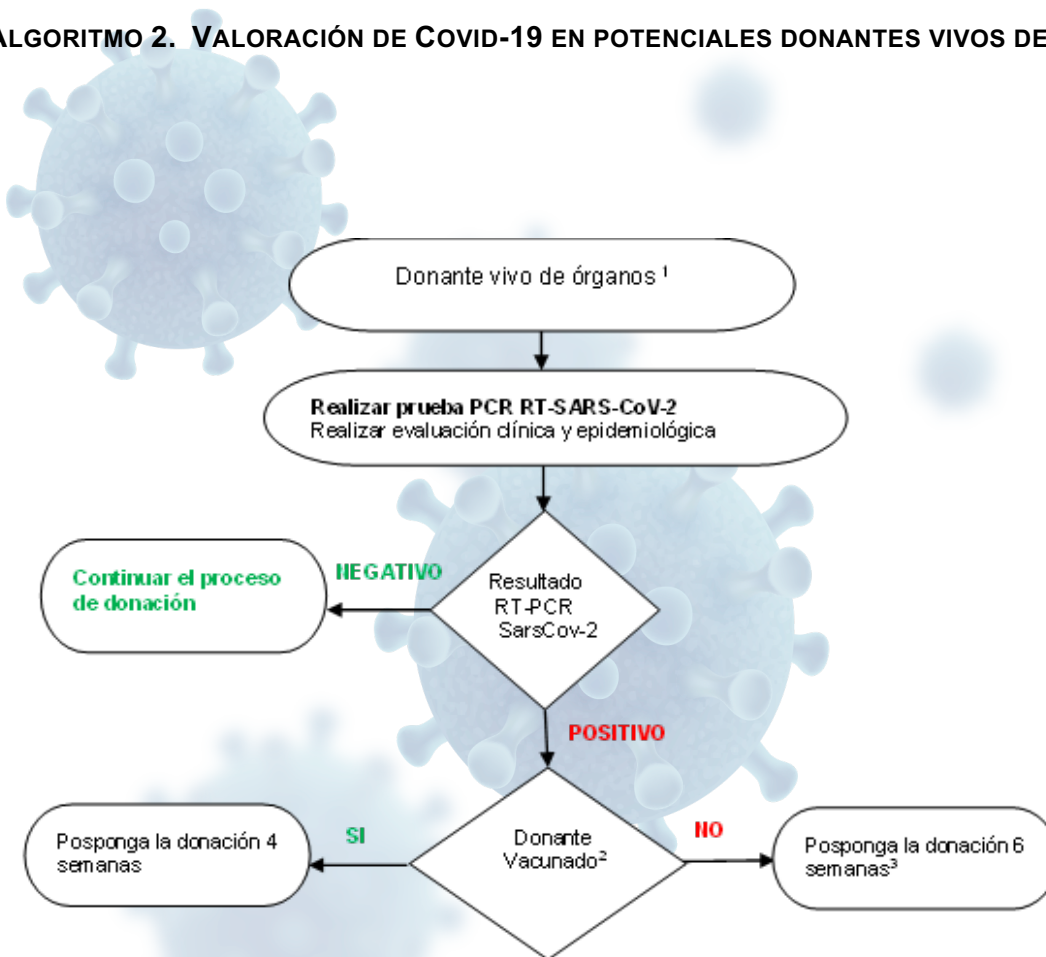 ALGORITMO 2. VALORACIÓN DE COVID-19 EN POTENCIALES DONANTES VIVOS DE
Donante vivo de órganos ¹
Realizar prueba PCR RT-SARS-CoV-2
Realizar evaluación clínica y epidemiológica
Continuar el proceso
de donación
NEGATIVO
Resultado
RT-PCR
SarsCov-2
POSITIVO
Posponga la donación 4
semanas
SI
Donante
Vacunado²
NO
Posponga la donación 6
semanas³